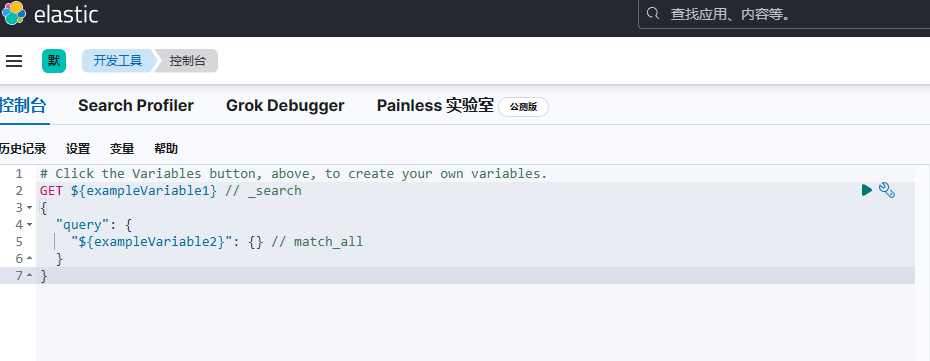 elastic
查找应用、内容等。
默
开发工具
控制台
控制台 Search Profiler Grok Debugger Painless 实验室 公测版
历史记录 设置 变量 帮助
1 # Click the Variables button, above, to create your own variables.
2 GET ${exampleVariable1} // _search
3 {
4 "query": {
5 "${exampleVariable2}": {} // match_all
6 }
7 }